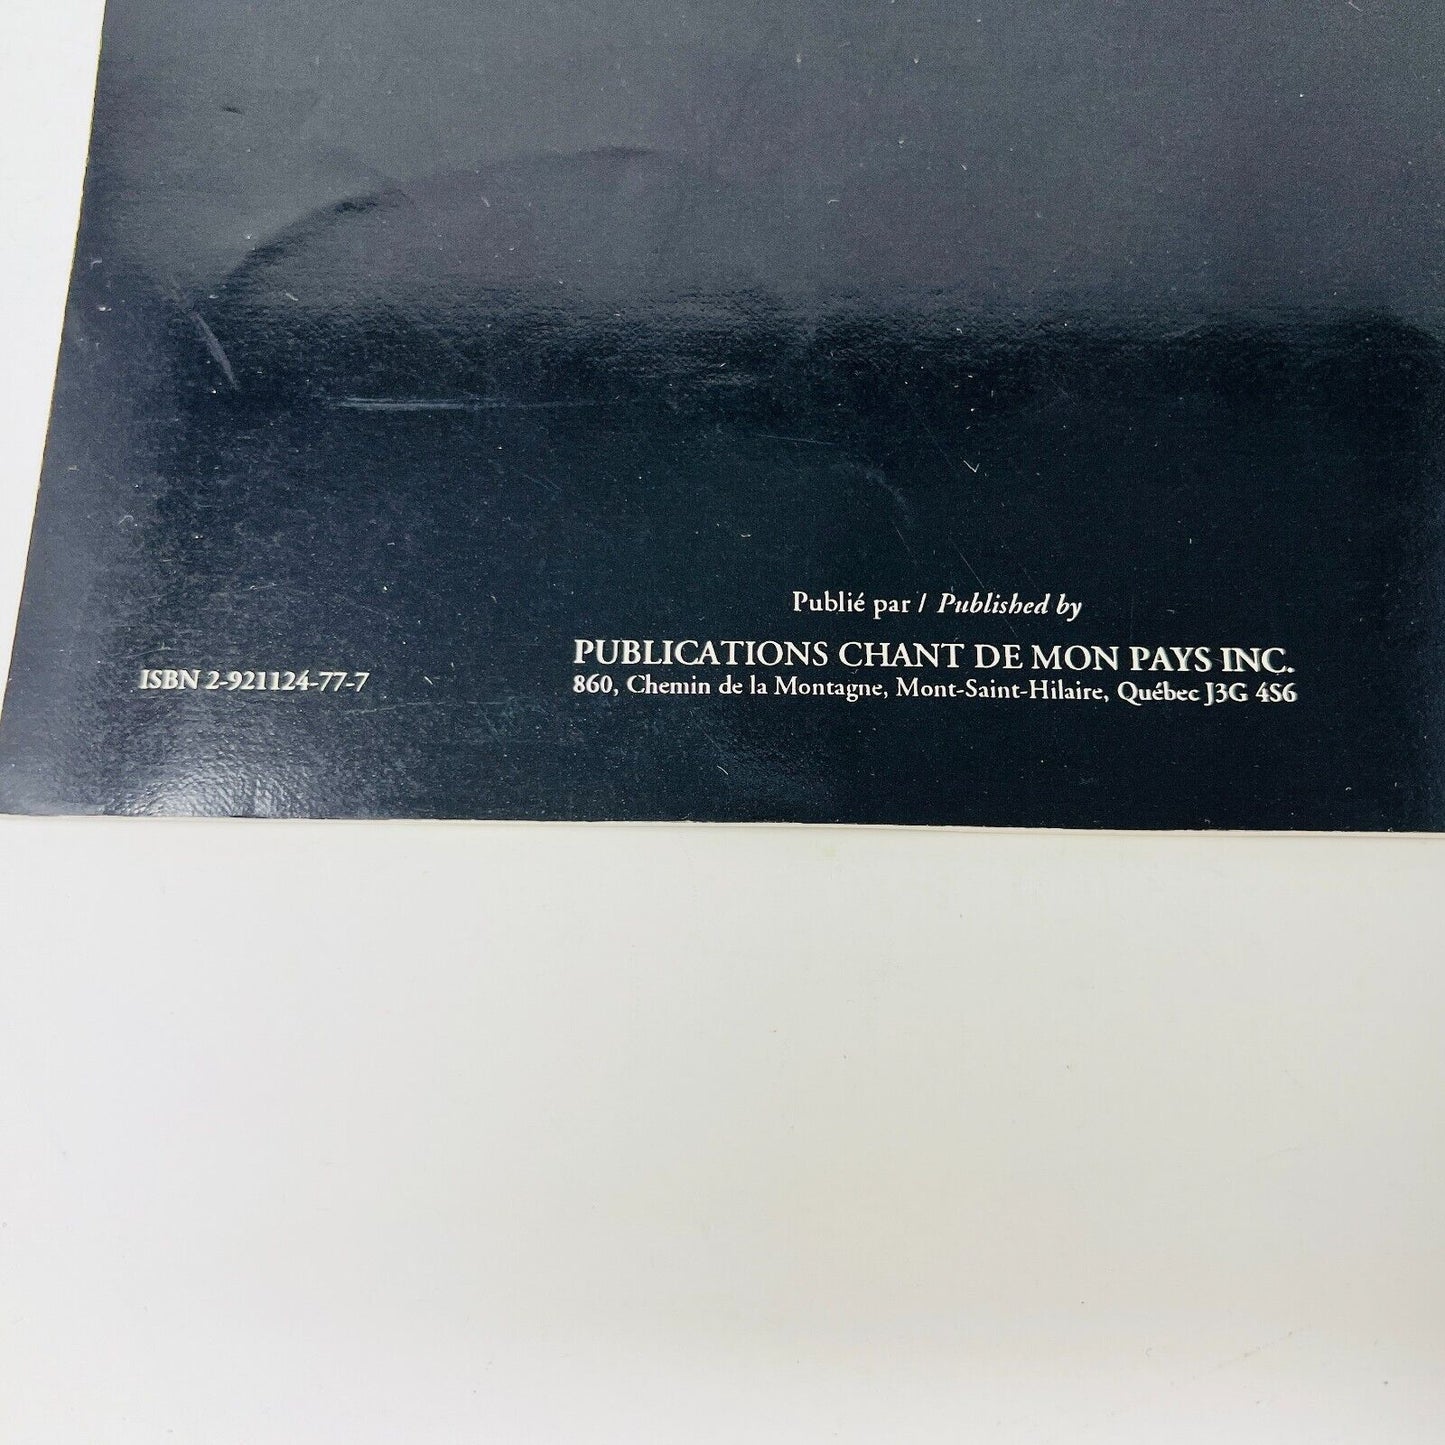 Publié par / Published by
PUBLICATIONS CHANT DE MON PAYS INC.
860, Chemin de la Montagne, Mont-Saint-Hilaire, Québec J3G 4S6
ISBN 2-921124-77-7